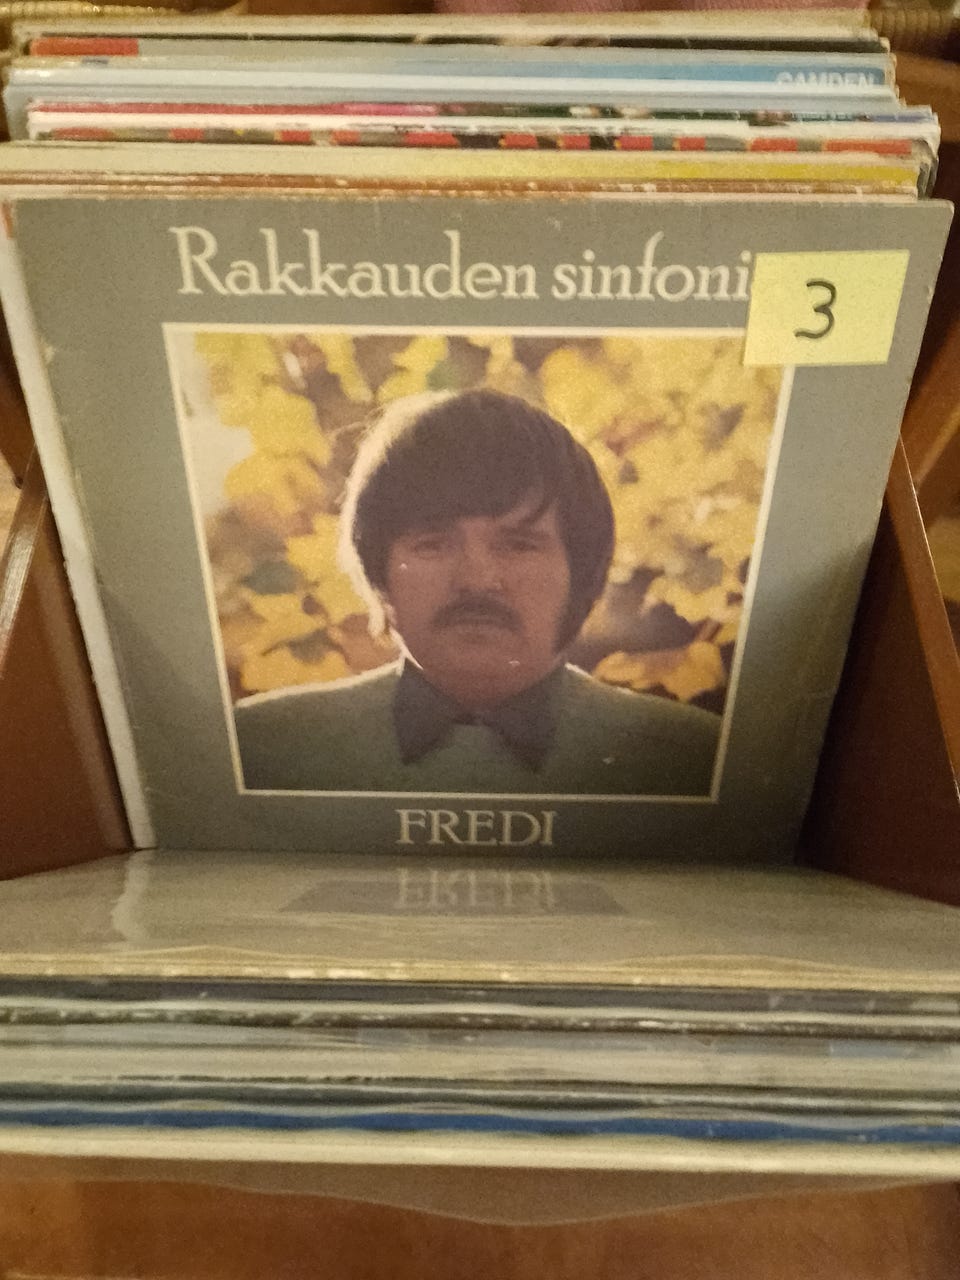 CAMDEN
Rakkauden sinfoni
3
FREDI